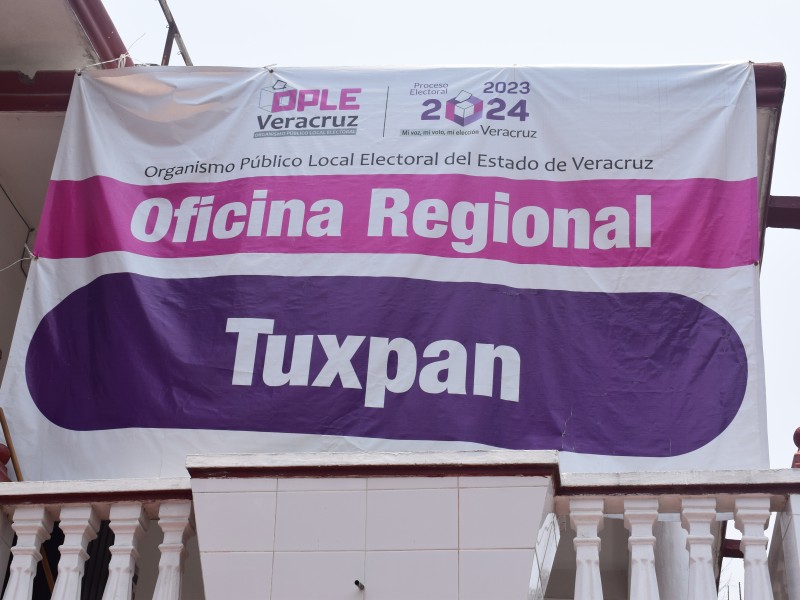 OPLE
Veracruz
ORGANISMO PÚBLICO LOCAL ELECTORAL
Proceso
Electoral 2023
2024
Mi voz, mi voto, mi elección Veracruz
Organismo Público Local Electoral del Estado de Veracruz
Oficina Regional
Tuxpan